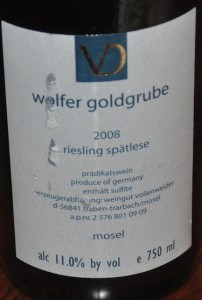 VD
wolfer goldgrube
2008
riesling spätlese
prädikatswein
produce of germany
enthält sulfite
erzeugerabfüllung: weingut vollenweider
d-56841 traben-trarbach/mosel
a.p.nr. 2 576 801 09 09
mosel
alc 11.0% by vol e 750 ml